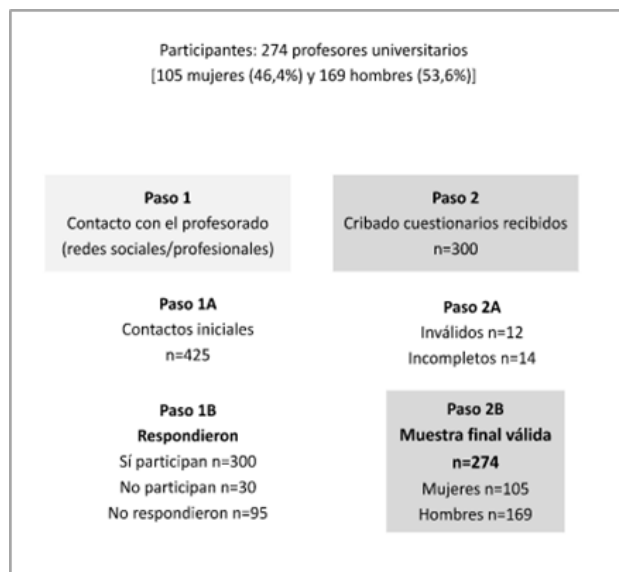 Participantes: 274 profesores universitarios
[105 mujeres (46,4%) y 169 hombres (53,6%)]
Paso 1
Contacto con el profesorado
(redes sociales/profesionales)
Paso 2
Cribado cuestionarios recibidos
n=300
Paso 1A
Contactos iniciales
n=425
Paso 2A
Inválidos n=12
Incompletos n=14
Paso 1B
Respondieron
Sí participan n=300
No participan n=30
No respondieron n=95
Paso 2B
Muestra final válida
n=274
Mujeres n=105
Hombres n=169